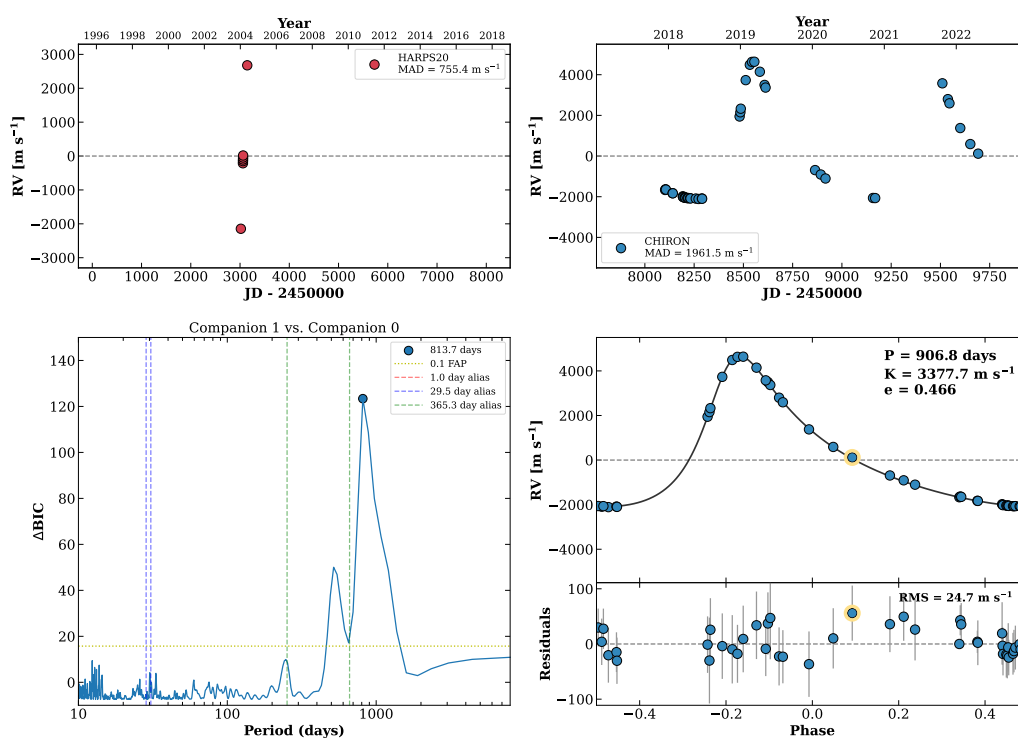 Year
1996 1998 2000 2002 2004 2006 2008 2010 2012 2014 2016 2018
3000
2000
1000
0
−1000
−2000
−3000
RV [m s⁻¹]
HARPS20
MAD = 755.4 m s⁻¹
0 1000 2000 3000 4000 5000 6000 7000 8000
JD - 2450000
Year
2018 2019 2020 2021 2022
4000
2000
0
−2000
−4000
RV [m s⁻¹]
CHIRON
MAD = 1961.5 m s⁻¹
8000 8250 8500 8750 9000 9250 9500 9750
JD - 2450000
Companion 1 vs. Companion 0
140
120
100
80
60
40
20
0
ΔBIC
813.7 days
0.1 FAP
1.0 day alias
29.5 day alias
365.3 day alias
10 100 1000
Period (days)
4000
2000
0
−2000
−4000
RV [m s⁻¹]
P = 906.8 days
K = 3377.7 m s⁻¹
e = 0.466
100
0
−100
Residuals
RMS = 24.7 m s⁻¹
−0.4 −0.2 0.0 0.2 0.4
Phase